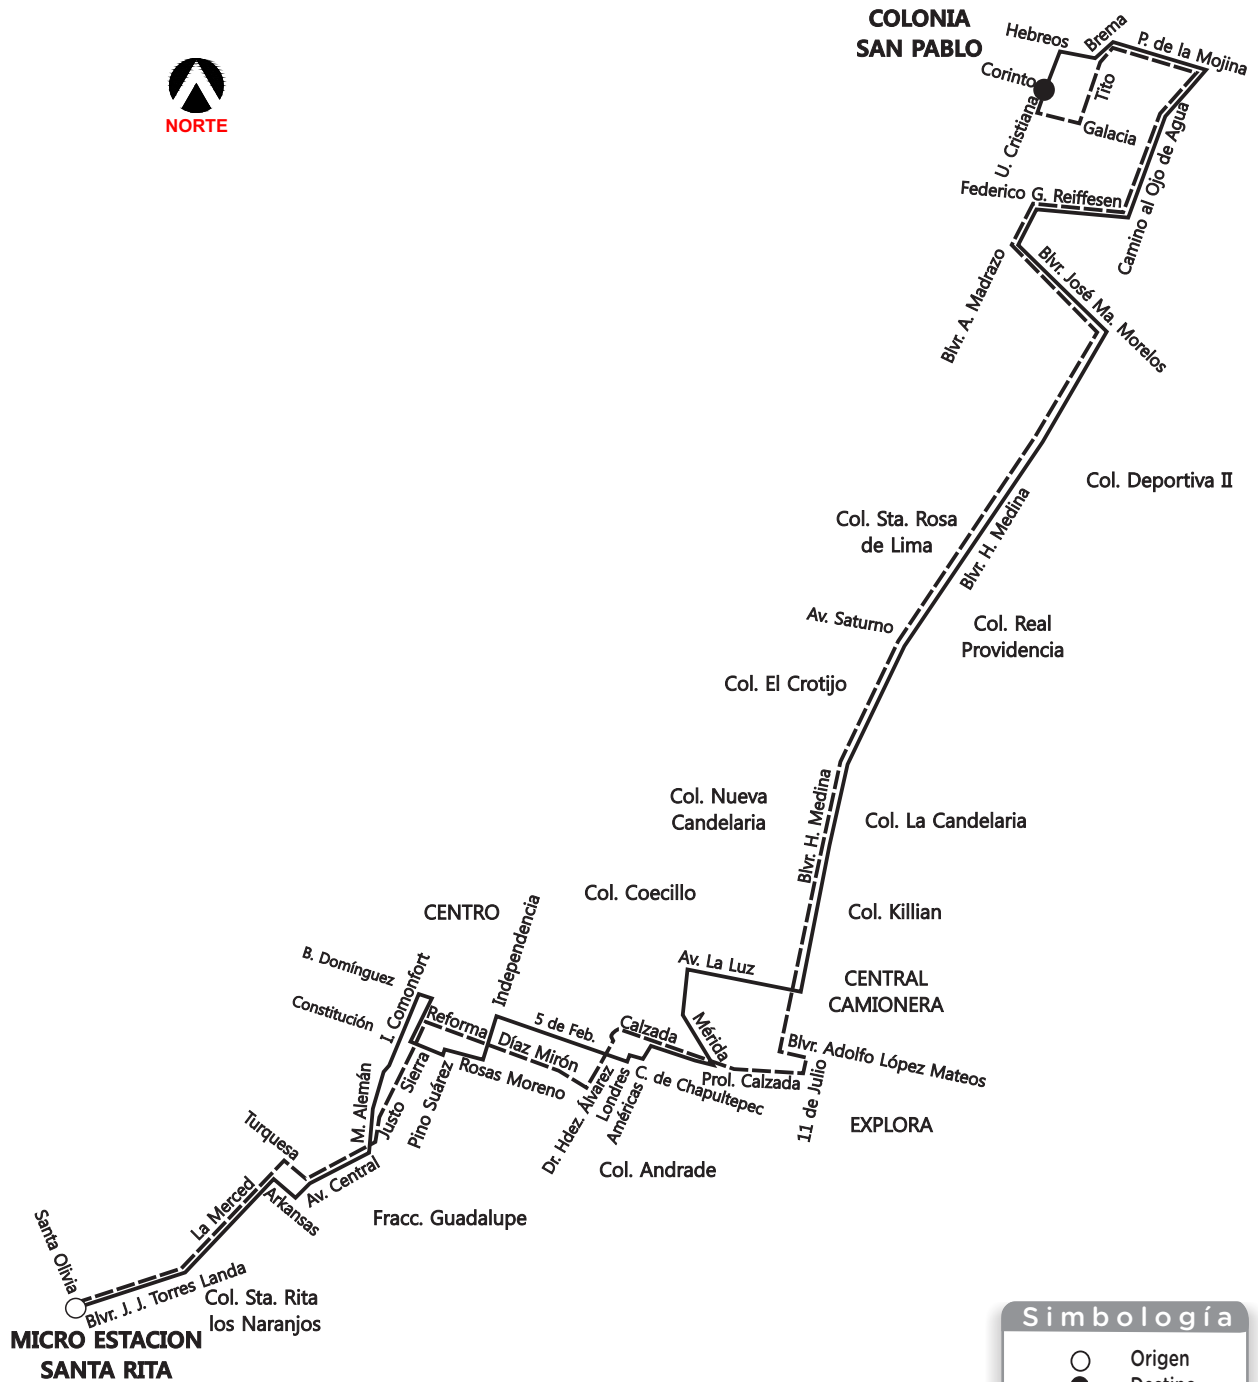 COLONIA
SAN PABLO
NORTE
Hebreos
Brema
P. de la Mojina
Corinto
Tito
Galacia
U. Cristiana
Camino al Ojo de Agua
Federico G. Reiffesen
Blvr. A. Madrazo
Blvr. José Ma. Morelos
Col. Deportiva II
Col. Sta. Rosa
de Lima
Blvr. H. Medina
Av. Saturno
Col. Real
Providencia
Col. El Crotijo
Col. Nueva
Candelaria
Blvr. H. Medina
Col. La Candelaria
Col. Coecillo
Col. Killian
CENTRO
Independencia
B. Domínguez
I. Comonfort
Av. La Luz
CENTRAL
CAMIONERA
Constitución
Reforma
5 de Feb.
Calzada
Mérida
Díaz Mirón
Blvr. Adolfo López Mateos
Justo Sierra
Rosas Moreno
M. Alemán
Pino Suárez
Dr. Hdez. Álvarez
Londres
Américas
C. de Chapultepec
Prol. Calzada
11 de Julio
EXPLORA
Turquesa
Col. Andrade
Av. Central
La Merced
Arkansas
Fracc. Guadalupe
Santa Olivia
Blvr. J. J. Torres Landa
Col. Sta. Rita
los Naranjos
MICRO ESTACION
SANTA RITA
Simbología
Origen
Destino